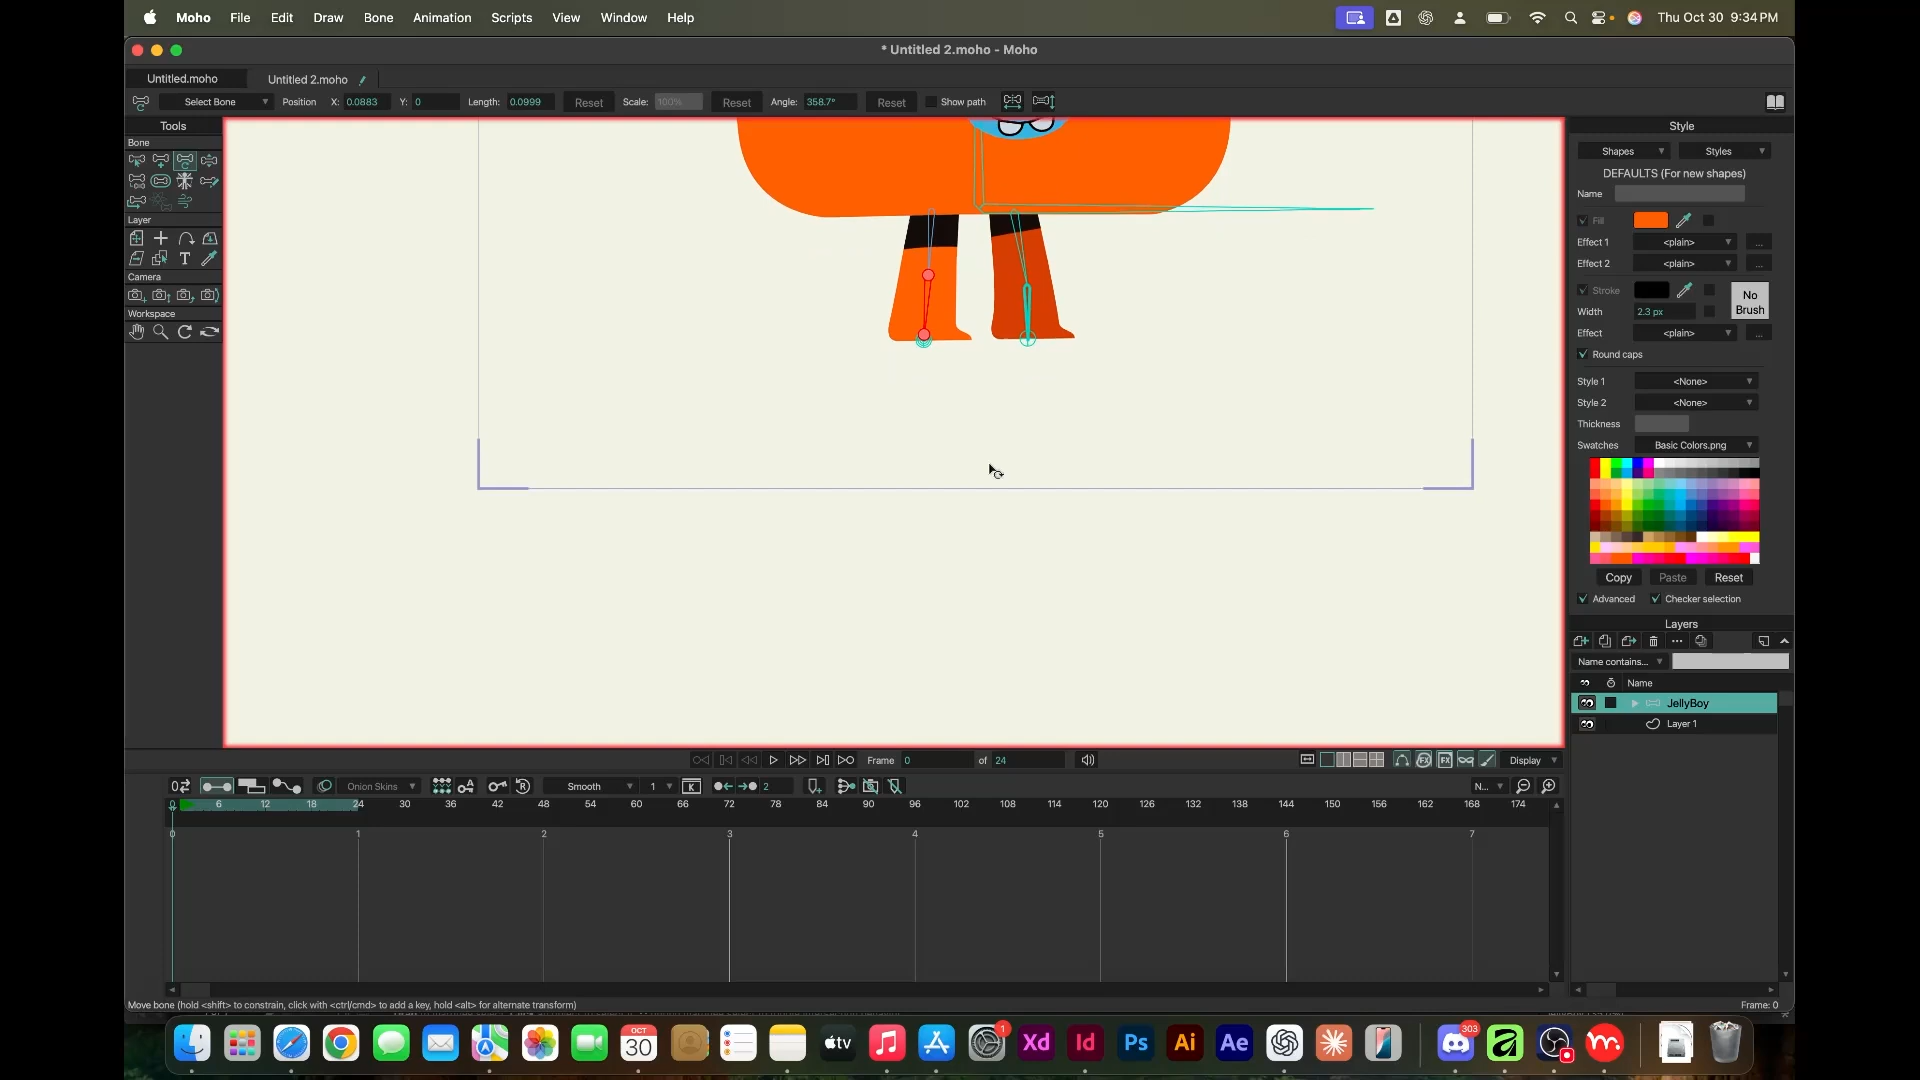 Moho File Edit Draw Bone Animation Scripts View Window Help Thu Oct 30 9:34 PM
* Untitled 2.moho - Moho
Untitled.moho Untitled 2.moho
Select Bone Position X: 0.0883 Y: 0 Length: 0.0999 Reset Scale: 100% Reset Angle: 358.7° Reset Show path
Tools
Bone
Layer
T
Camera
Workspace
Style
Shapes Styles
DEFAULTS (For new shapes)
Name
Fill
Effect 1 <plain> ...
Effect 2 <plain> ...
Stroke
No Brush
Width 2.3 px
Effect <plain> ...
Round caps
Style 1 <None>
Style 2 <None>
Thickness
Swatches Basic Colors.png
Copy Paste Reset
Advanced Checker selection
Layers
Name contains...
Name
JellyBoy
Layer 1
Frame 0 of 24 Display
Onion Skins Smooth 1 K 2 N...
0 6 12 18 24 30 36 42 48 54 60 66 72 78 84 90 96 102 108 114 120 126 132 138 144 150 156 162 168 174
0 1 2 3 4 5 6 7
Move bone (hold <shift> to constrain, click with <ctrl/cmd> to add a key, hold <alt> for alternate transform) Frame: 0
OCT
30
tv
1
Xd Id Ps Ai Ae
303